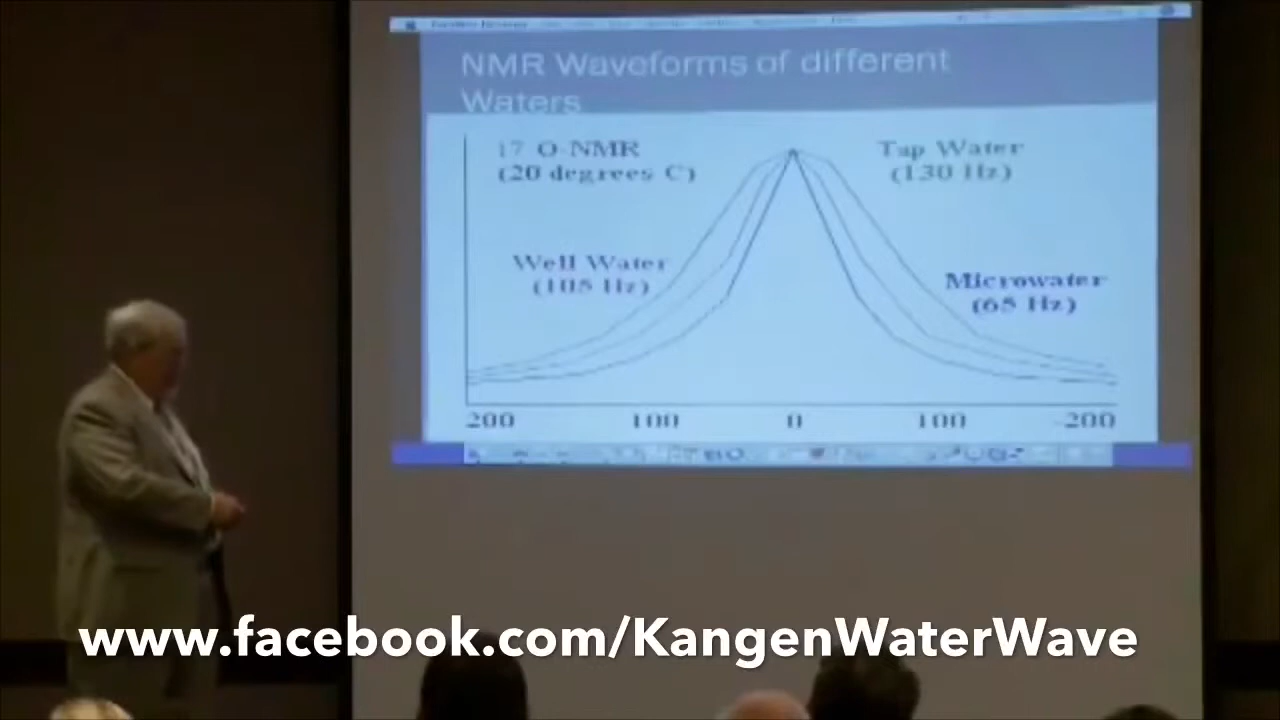 NMR Waveforms of different
Waters
17 O-NMR
(20 degrees C)
Tap Water
(130 Hz)
Well Water
(105 Hz)
Microwater
(65 Hz)
200 100 0 100 -200
www.facebook.com/KangenWaterWave